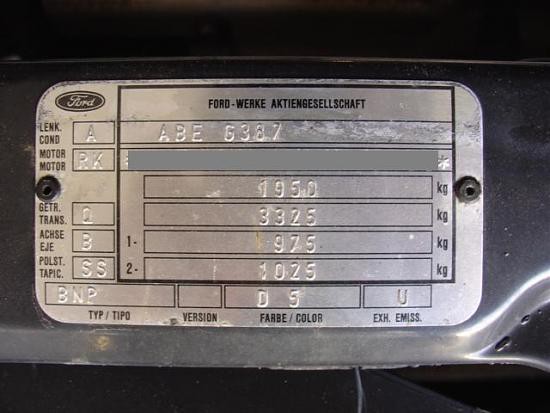 Ford FORD-WERKE AKTIENGESELLSCHAFT
LENK. COND A ABE G387
MOTOR MOTOR RK *
1950 kg
GETR. TRANS. Q 3325 kg
ACHSE EJE B 1- 975 kg
POLST. TAPIC. SS 2- 1025 kg
BNP D 5 U
TYP / TIPO VERSION FARBE / COLOR EXH. EMISS.